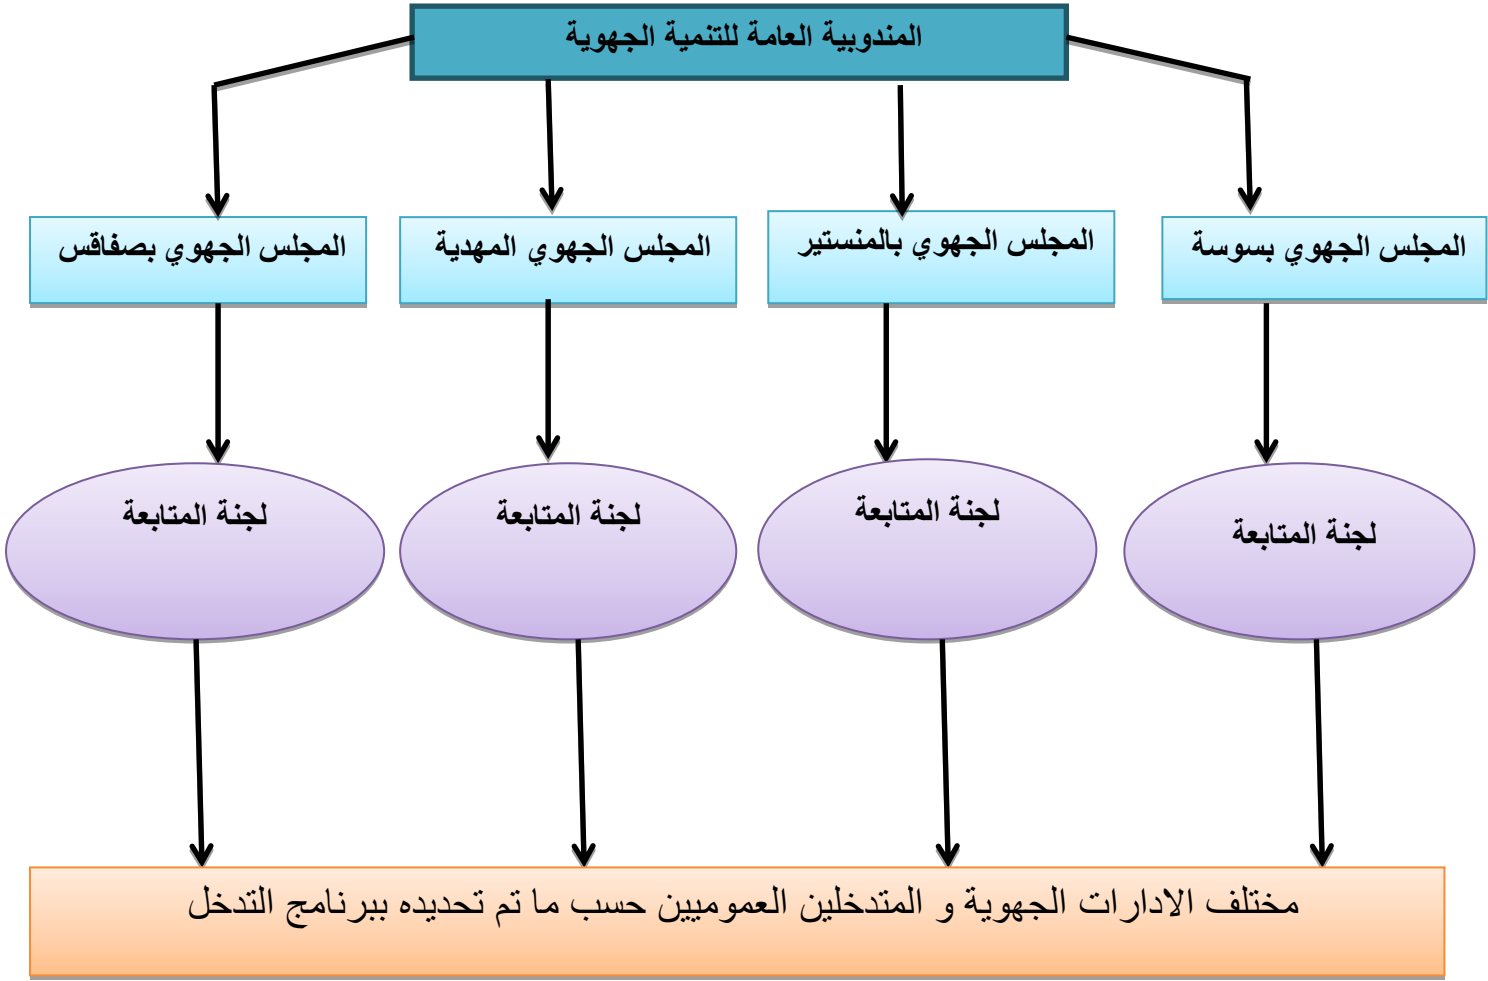 المندوبية العامة للتنمية الجهوية
المجلس الجهوي بسوسة
المجلس الجهوي بالمنستير
المجلس الجهوي المهدية
المجلس الجهوي بصفاقس
لجنة المتابعة
لجنة المتابعة
لجنة المتابعة
لجنة المتابعة
مختلف الادارات الجهوية و المتدخلين العموميين حسب ما تم تحديده ببرنامج التدخل